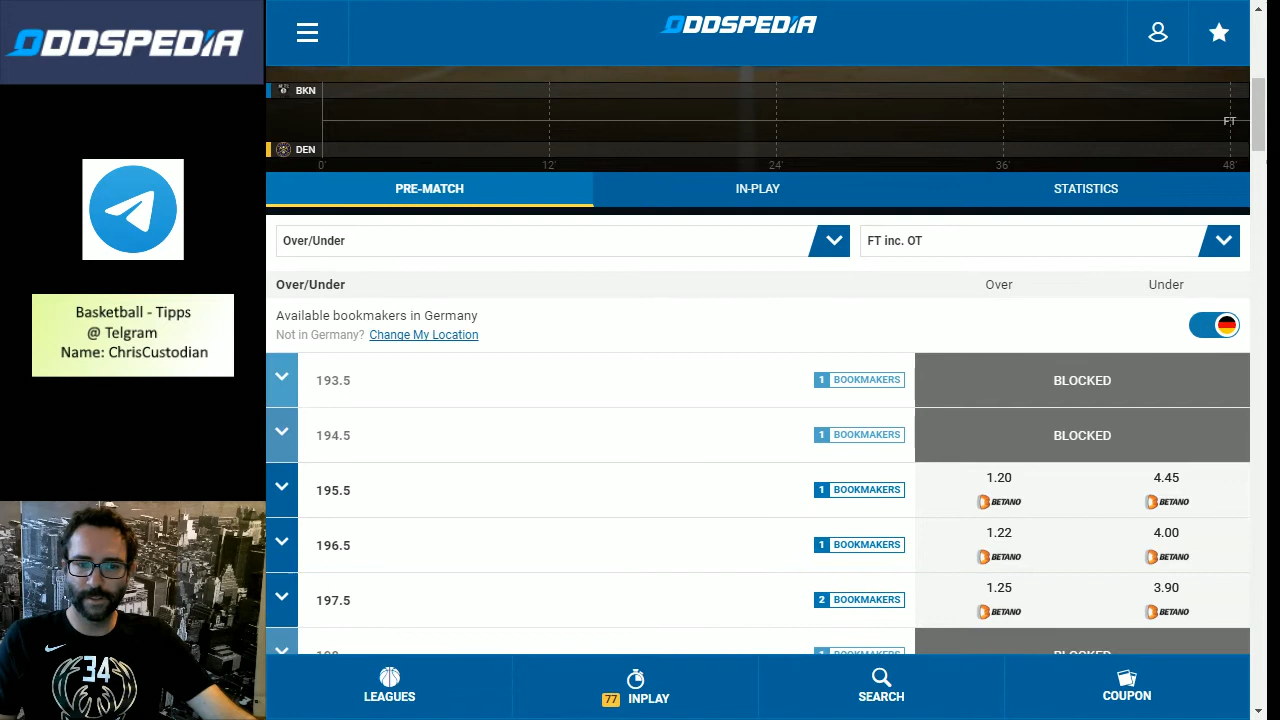 ODDSPEDIA
ODDSPEDIA
BKN
FT
DEN
0' 12' 24' 36' 48'
PRE-MATCH IN-PLAY STATISTICS
Over/Under FT inc. OT
Over/Under Over Under
Available bookmakers in Germany
Not in Germany? Change My Location
193.5 1 BOOKMAKERS BLOCKED
194.5 1 BOOKMAKERS BLOCKED
195.5 1 BOOKMAKERS 1.20 4.45
BETANO BETANO
196.5 1 BOOKMAKERS 1.22 4.00
BETANO BETANO
197.5 2 BOOKMAKERS 1.25 3.90
BETANO BETANO
LEAGUES 77 INPLAY SEARCH COUPON
Basketball - Tipps
@ Telgram
Name: ChrisCustodian
34